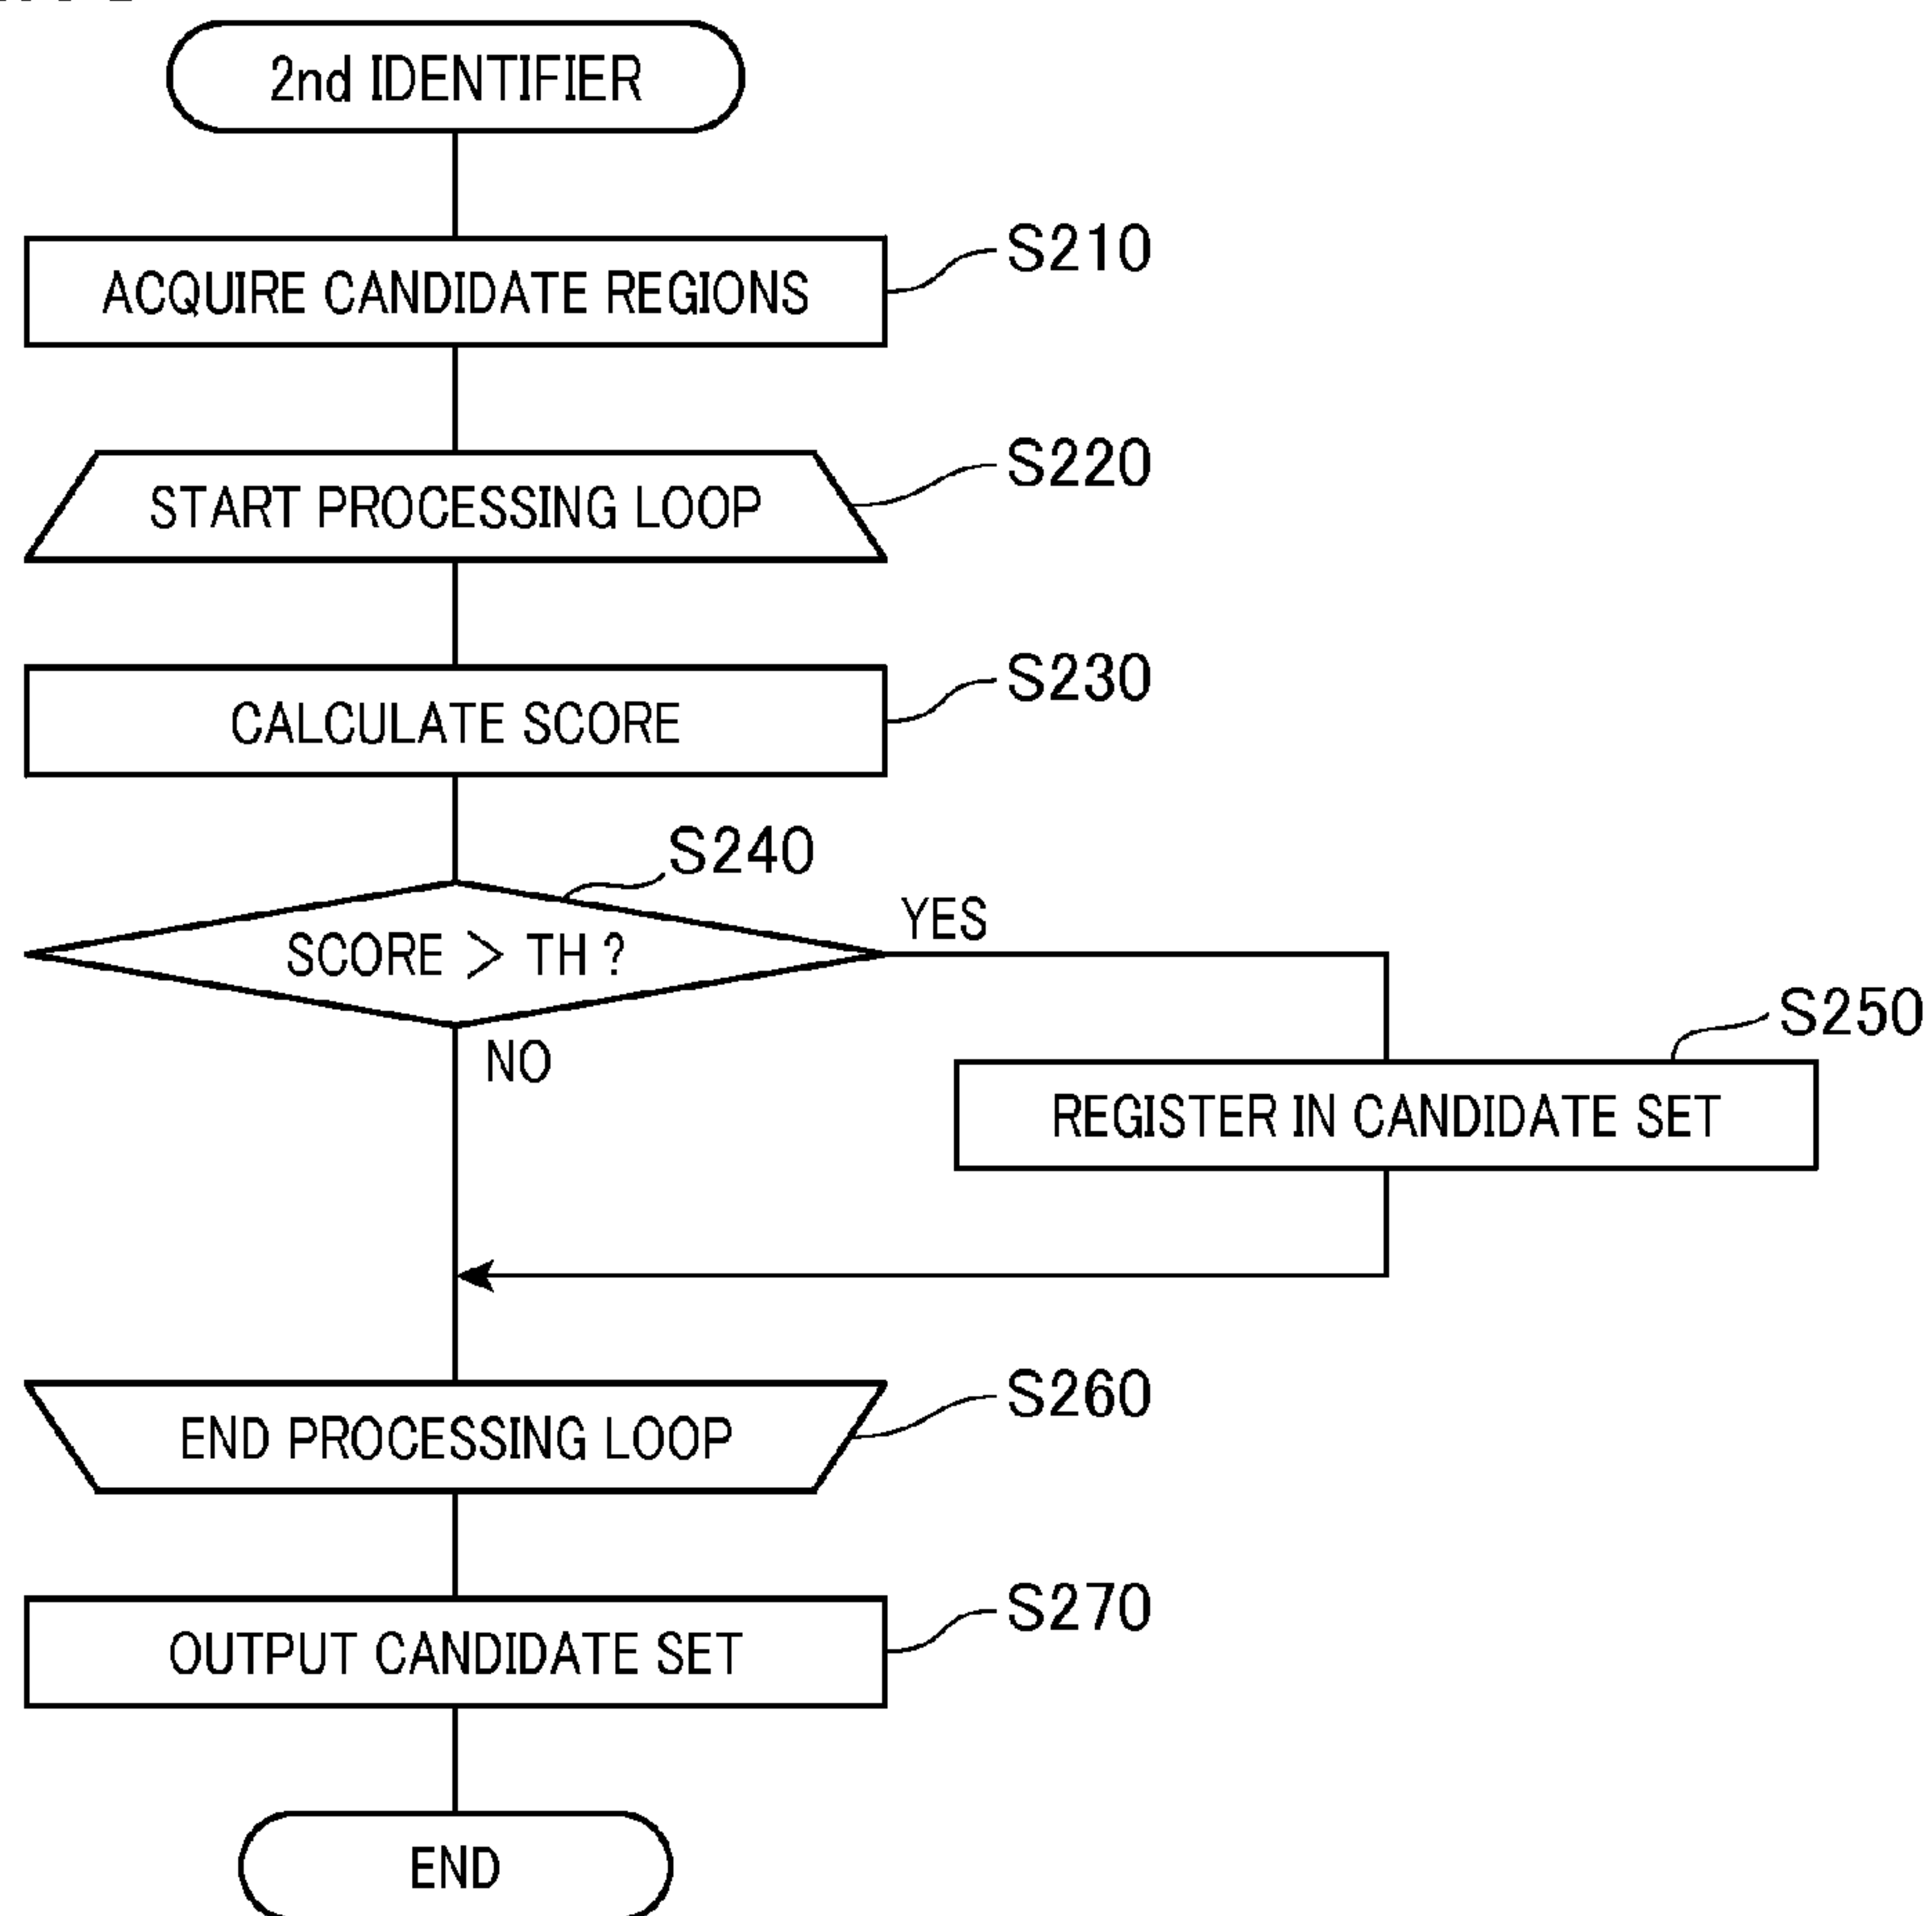 2nd IDENTIFIER
ACQUIRE CANDIDATE REGIONS
S210
START PROCESSING LOOP
S220
CALCULATE SCORE
S230
S240
SCORE > TH ?
YES
NO
S250
REGISTER IN CANDIDATE SET
END PROCESSING LOOP
S260
OUTPUT CANDIDATE SET
S270
END